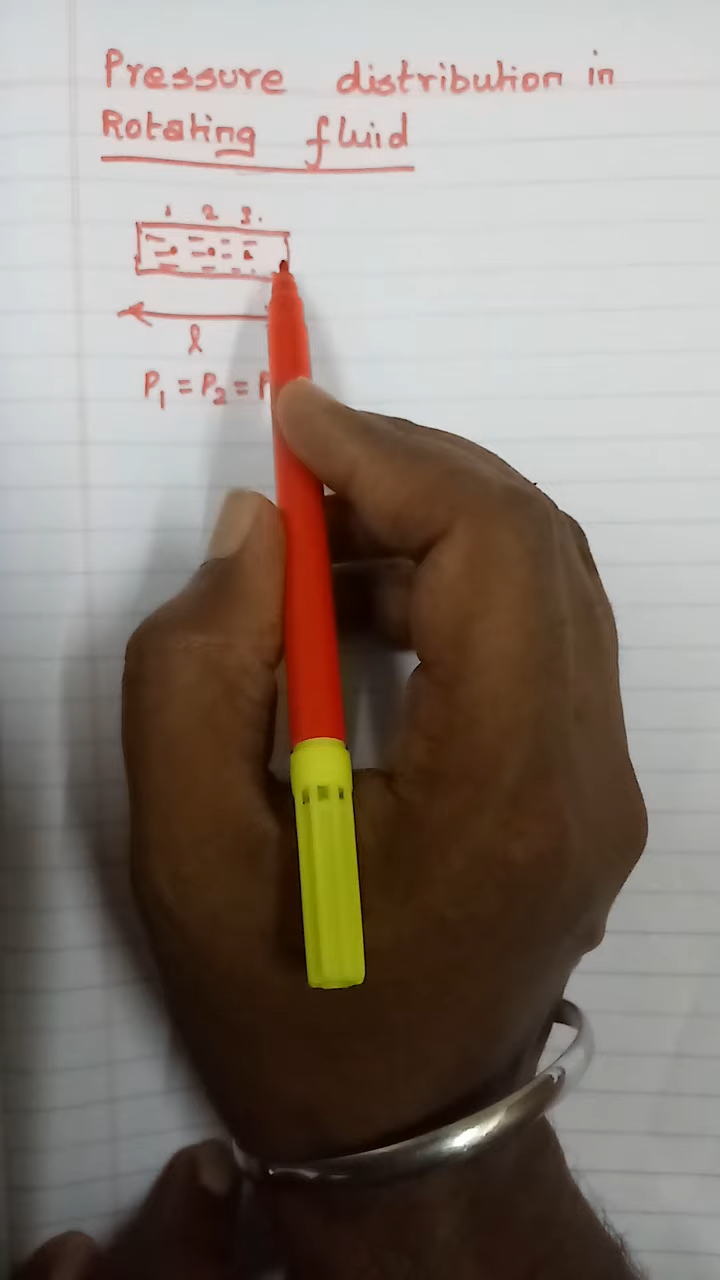 Pressure distribution in
Rotating fluid
1 2 3.
l
P₁ = P₂ = P